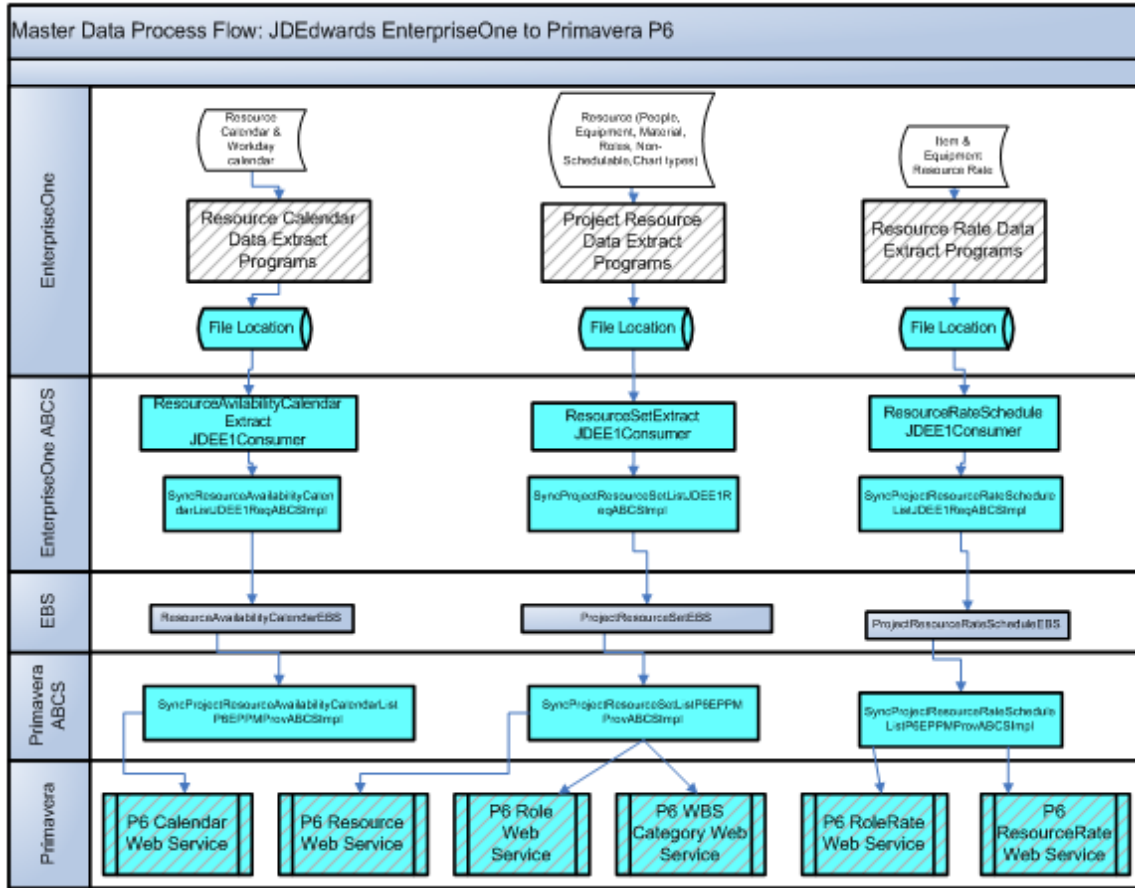 Master Data Process Flow: JDEdwards EnterpriseOne to Primavera P6
EnterpriseOne
Resource
Calendar &
Workday
calendar
Resource (People,
Equipment, Material,
Roles, Non-
Schedulable,Chart types)
Item &
Equipment
Resource Rate
Resource Calendar
Data Extract
Programs
Project Resource
Data Extract
Programs
Resource Rate Data
Extract Programs
File Location
File Location
File Location
EnterpriseOne ABCS
ResourceAvilabilityCalendar
Extract
JDEE1Consumer
ResourceSetExtract
JDEE1Consumer
ResourceRateSchedule
JDEE1Consumer
SyncResourceAvailabilityCalen
darListJDEE1ReqABCSImpl
SyncProjectResourceSetListJDEE1R
eqABCSImpl
SyncProjectResourceRateSchedule
ListJDEE1ReqABCSImpl
EBS
ResourceAvailabilityCalendarEBS
ProjectResourceSetEBS
ProjectResourceRateScheduleEBS
Primavera
ABCS
SyncProjectResourceAvailabilityCalendarList
P6EPPMProvABCSImpl
SyncProjectResourceSetListP6EPPM
ProvABCSImpl
SyncProjectResourceRateSchedule
ListP6EPPMProvABCSImpl
Primavera
P6 Calendar
Web Service
P6 Resource
Web Service
P6 Role
Web
Service
P6 WBS
Category Web
Service
P6 RoleRate
Web Service
P6
ResourceRate
Web Service